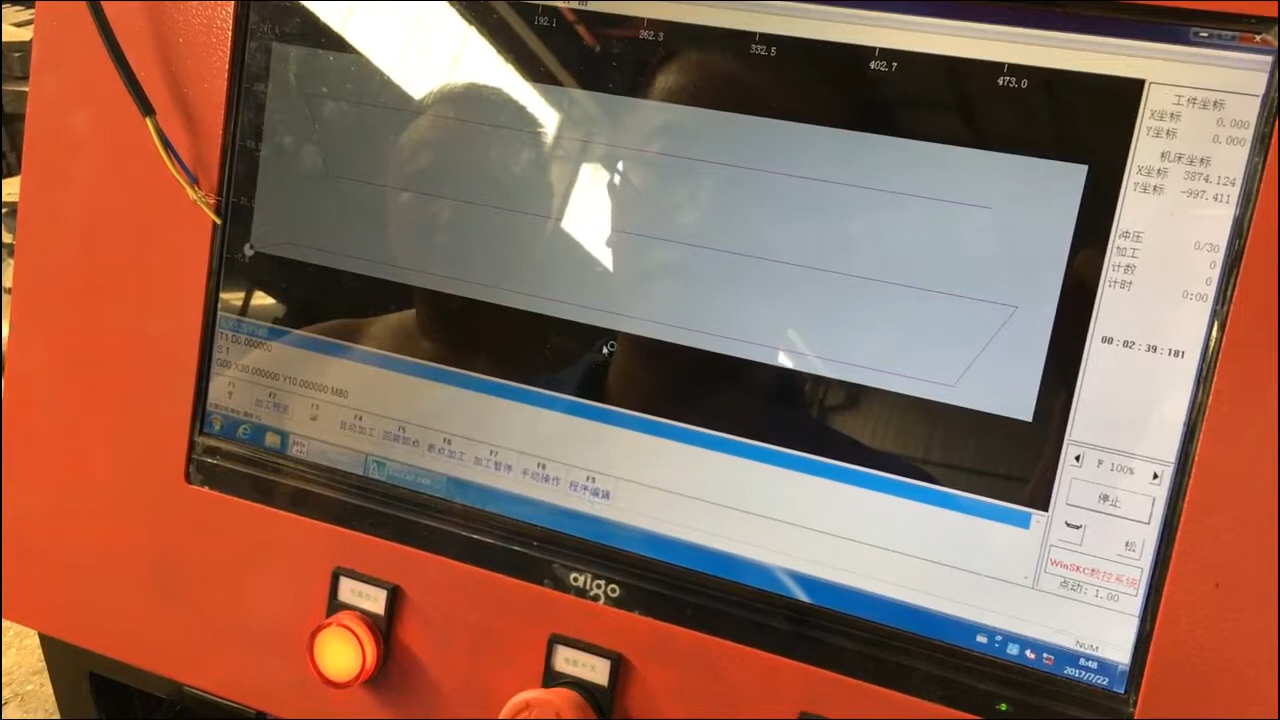 192.1
262.3
332.5
402.7
473.0
工件坐标
X坐标 0.000
Y坐标 0.000
机床坐标
X坐标 3874.124
Y坐标 -997.411
冲压 0/30
加工 0
计数 0
计时 0:00
00:02:39:181
T1 D0.000000
S 1
G00 X30.000000 Y10.000000 M80
F1
F2
加工预览
F3
F4
自动加工
F5
回装卸点
F6
断点加工
F7
加工暂停
F8
手动操作
F9
程序编辑
F 100%
停止
松
WinSKC数控系统
点动: 1.00
NUM
8:48
2017/7/22
aigo